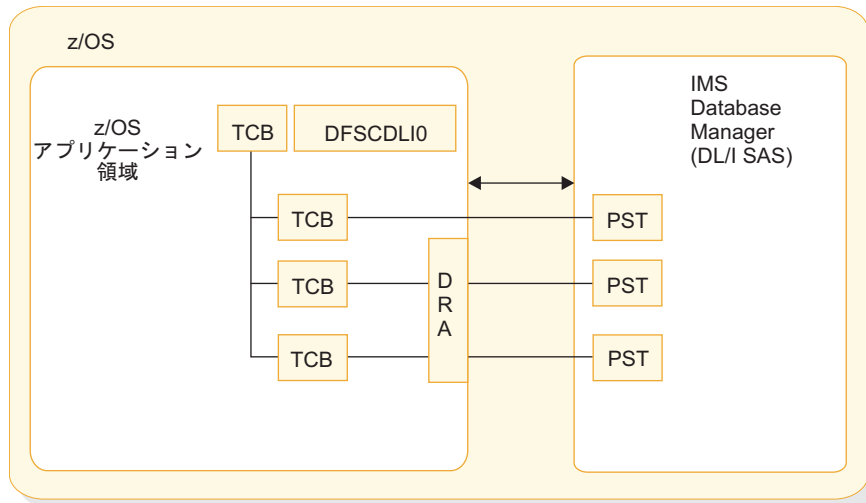 z/OS
z/OS
アプリケーション
領域
TCB
DFSCDLI0
IMS
Database
Manager
(DL/I SAS)
TCB
PST
TCB
D
R
A
PST
TCB
PST